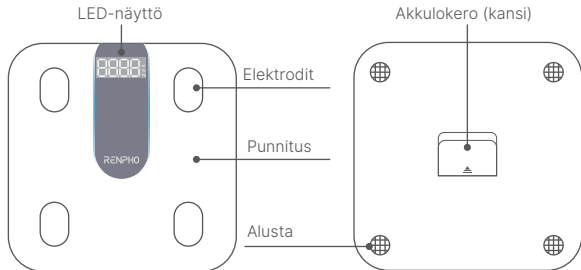 LED-näyttö
Akkulokero (kansi)
8888
Elektrodit
Punnitus
RENPHO
Alusta